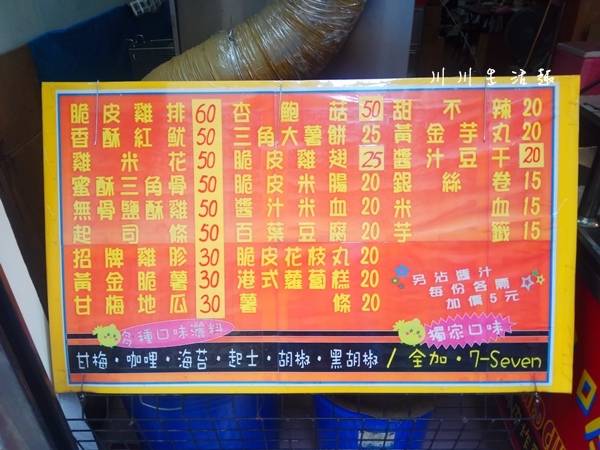 川川生活趣
脆皮雞排 60
香酥紅魷 50
雞米花 50
蜜酥三角骨 50
無骨鹽酥雞 50
起司條 50
招牌雞胗 30
黃金脆薯 30
甘梅地瓜 30
杏鮑菇 50
三角大薯餅 25
脆皮雞翅 25
脆皮米腸 20
醬汁米血 20
百葉豆腐 20
脆皮花枝丸 20
港式蘿蔔糕 20
薯條 20
甜不辣 20
黃金芋丸 20
醬汁豆干 20
銀絲卷 15
米血 15
芋籤 15
另沾醬汁
每份各需
加價5元
多種口味灑料
獨家口味
甘梅・咖哩・海苔・起士・胡椒・黑胡椒 / 全加・7-Seven